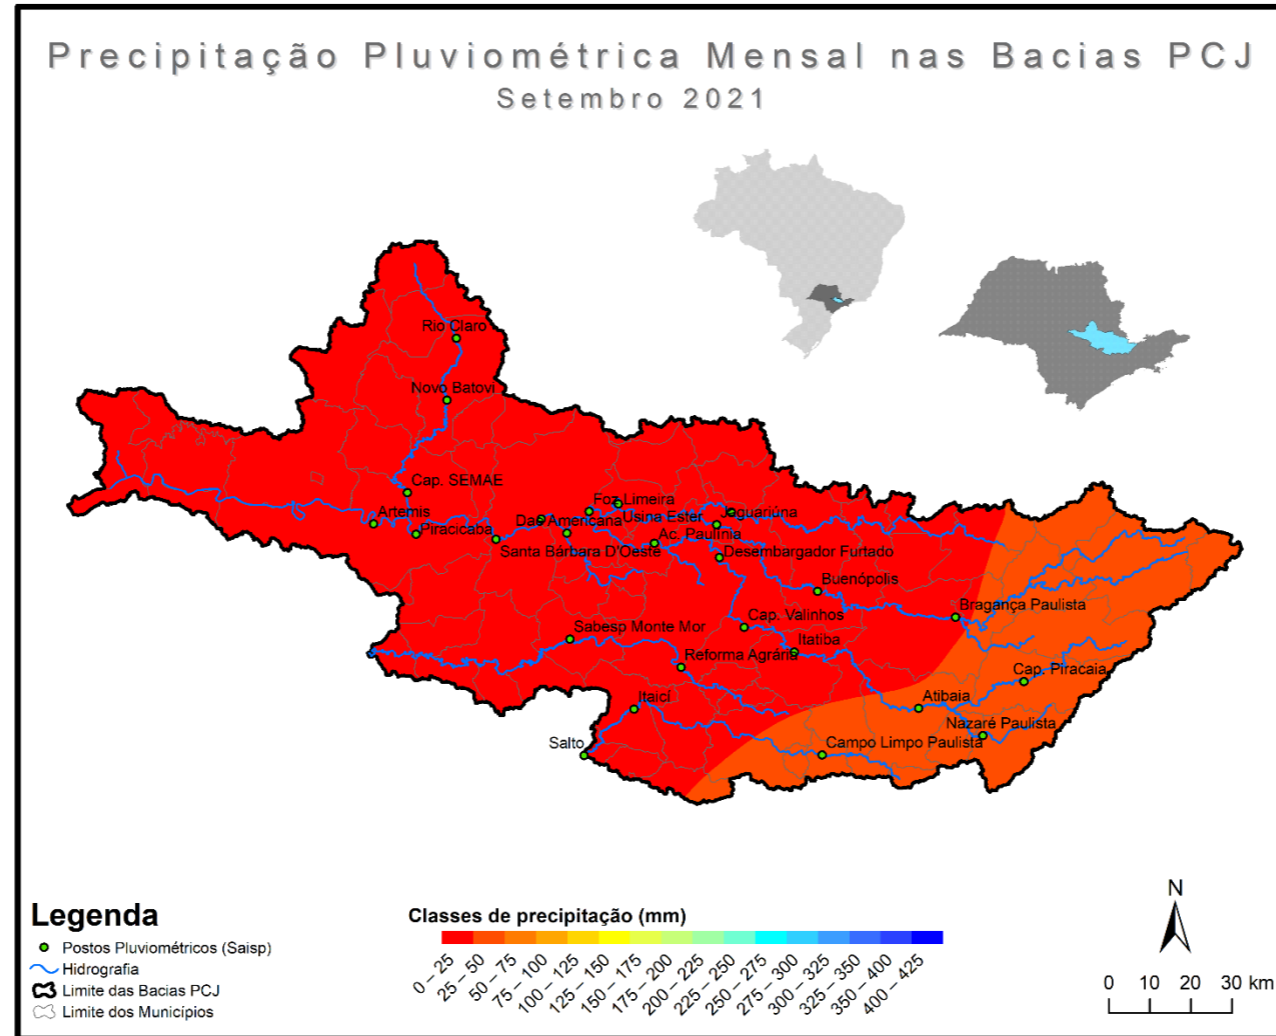 Precipitação Pluviométrica Mensal nas Bacias PCJ
Setembro 2021
Rio Claro
Novo Batovi
Cap. SEMAE
Artemis
Piracicaba
Foz Limeira
Dae Americana
Usina Ester
Jaguariúna
Santa Bárbara D'Oeste
Ac. Paulínia
Desembargador Furtado
Buenópolis
Bragança Paulista
Cap. Valinhos
Sabesp Monte Mor
Itatiba
Reforma Agrária
Cap. Piracaia
Itaicí
Atibaia
Nazaré Paulista
Salto
Campo Limpo Paulista
Legenda
Postos Pluviométricos (Saisp)
Hidrografia
Limite das Bacias PCJ
Limite dos Municípios
Classes de precipitação (mm)
0 – 25
25 – 50
50 – 75
75 – 100
100 – 125
125 – 150
150 – 175
175 – 200
200 – 225
225 – 250
250 – 275
275 – 300
300 – 325
325 – 350
350 – 400
400 – 425
N
0 10 20 30 km